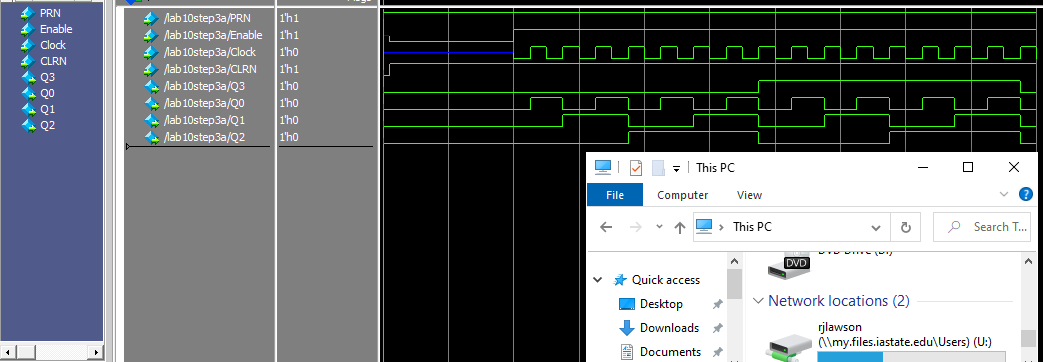 Msgs
PRN
Enable
Clock
CLRN
Q3
Q0
Q1
Q2
/lab10step3a/PRN 1'h1
/lab10step3a/Enable 1'h1
/lab10step3a/Clock 1'h0
/lab10step3a/CLRN 1'h1
/lab10step3a/Q3 1'h0
/lab10step3a/Q0 1'h0
/lab10step3a/Q1 1'h0
/lab10step3a/Q2 1'h0
This PC
File Computer View
This PC
Search T...
Quick access
Desktop
Downloads
Documents
DVD
DVD Drive (D:)
Network locations (2)
rjlawson
(\\my.files.iastate.edu\Users) (U:)